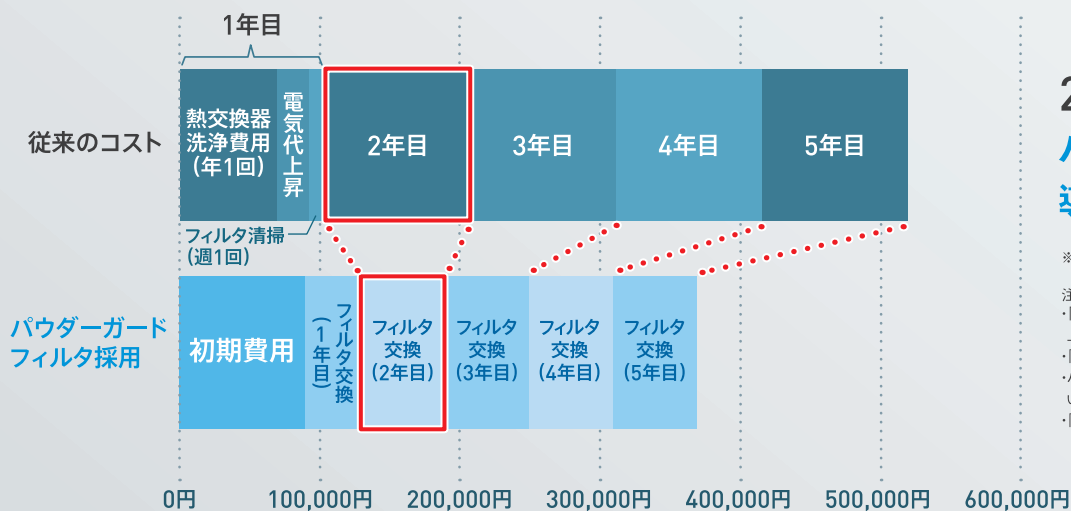 1年目
従来のコスト
熱交換器
洗浄費用
(年1回)
電気代上昇
2年目
3年目
4年目
5年目
フィルタ清掃
(週1回)
パウダーガード
フィルタ採用
初期費用
フィルタ交換
(1年目)
フィルタ
交換
(2年目)
フィルタ
交換
(3年目)
フィルタ
交換
(4年目)
フィルタ
交換
(5年目)
0円
100,000円
200,000円
300,000円
400,000円
500,000円
600,000円
2
※
注